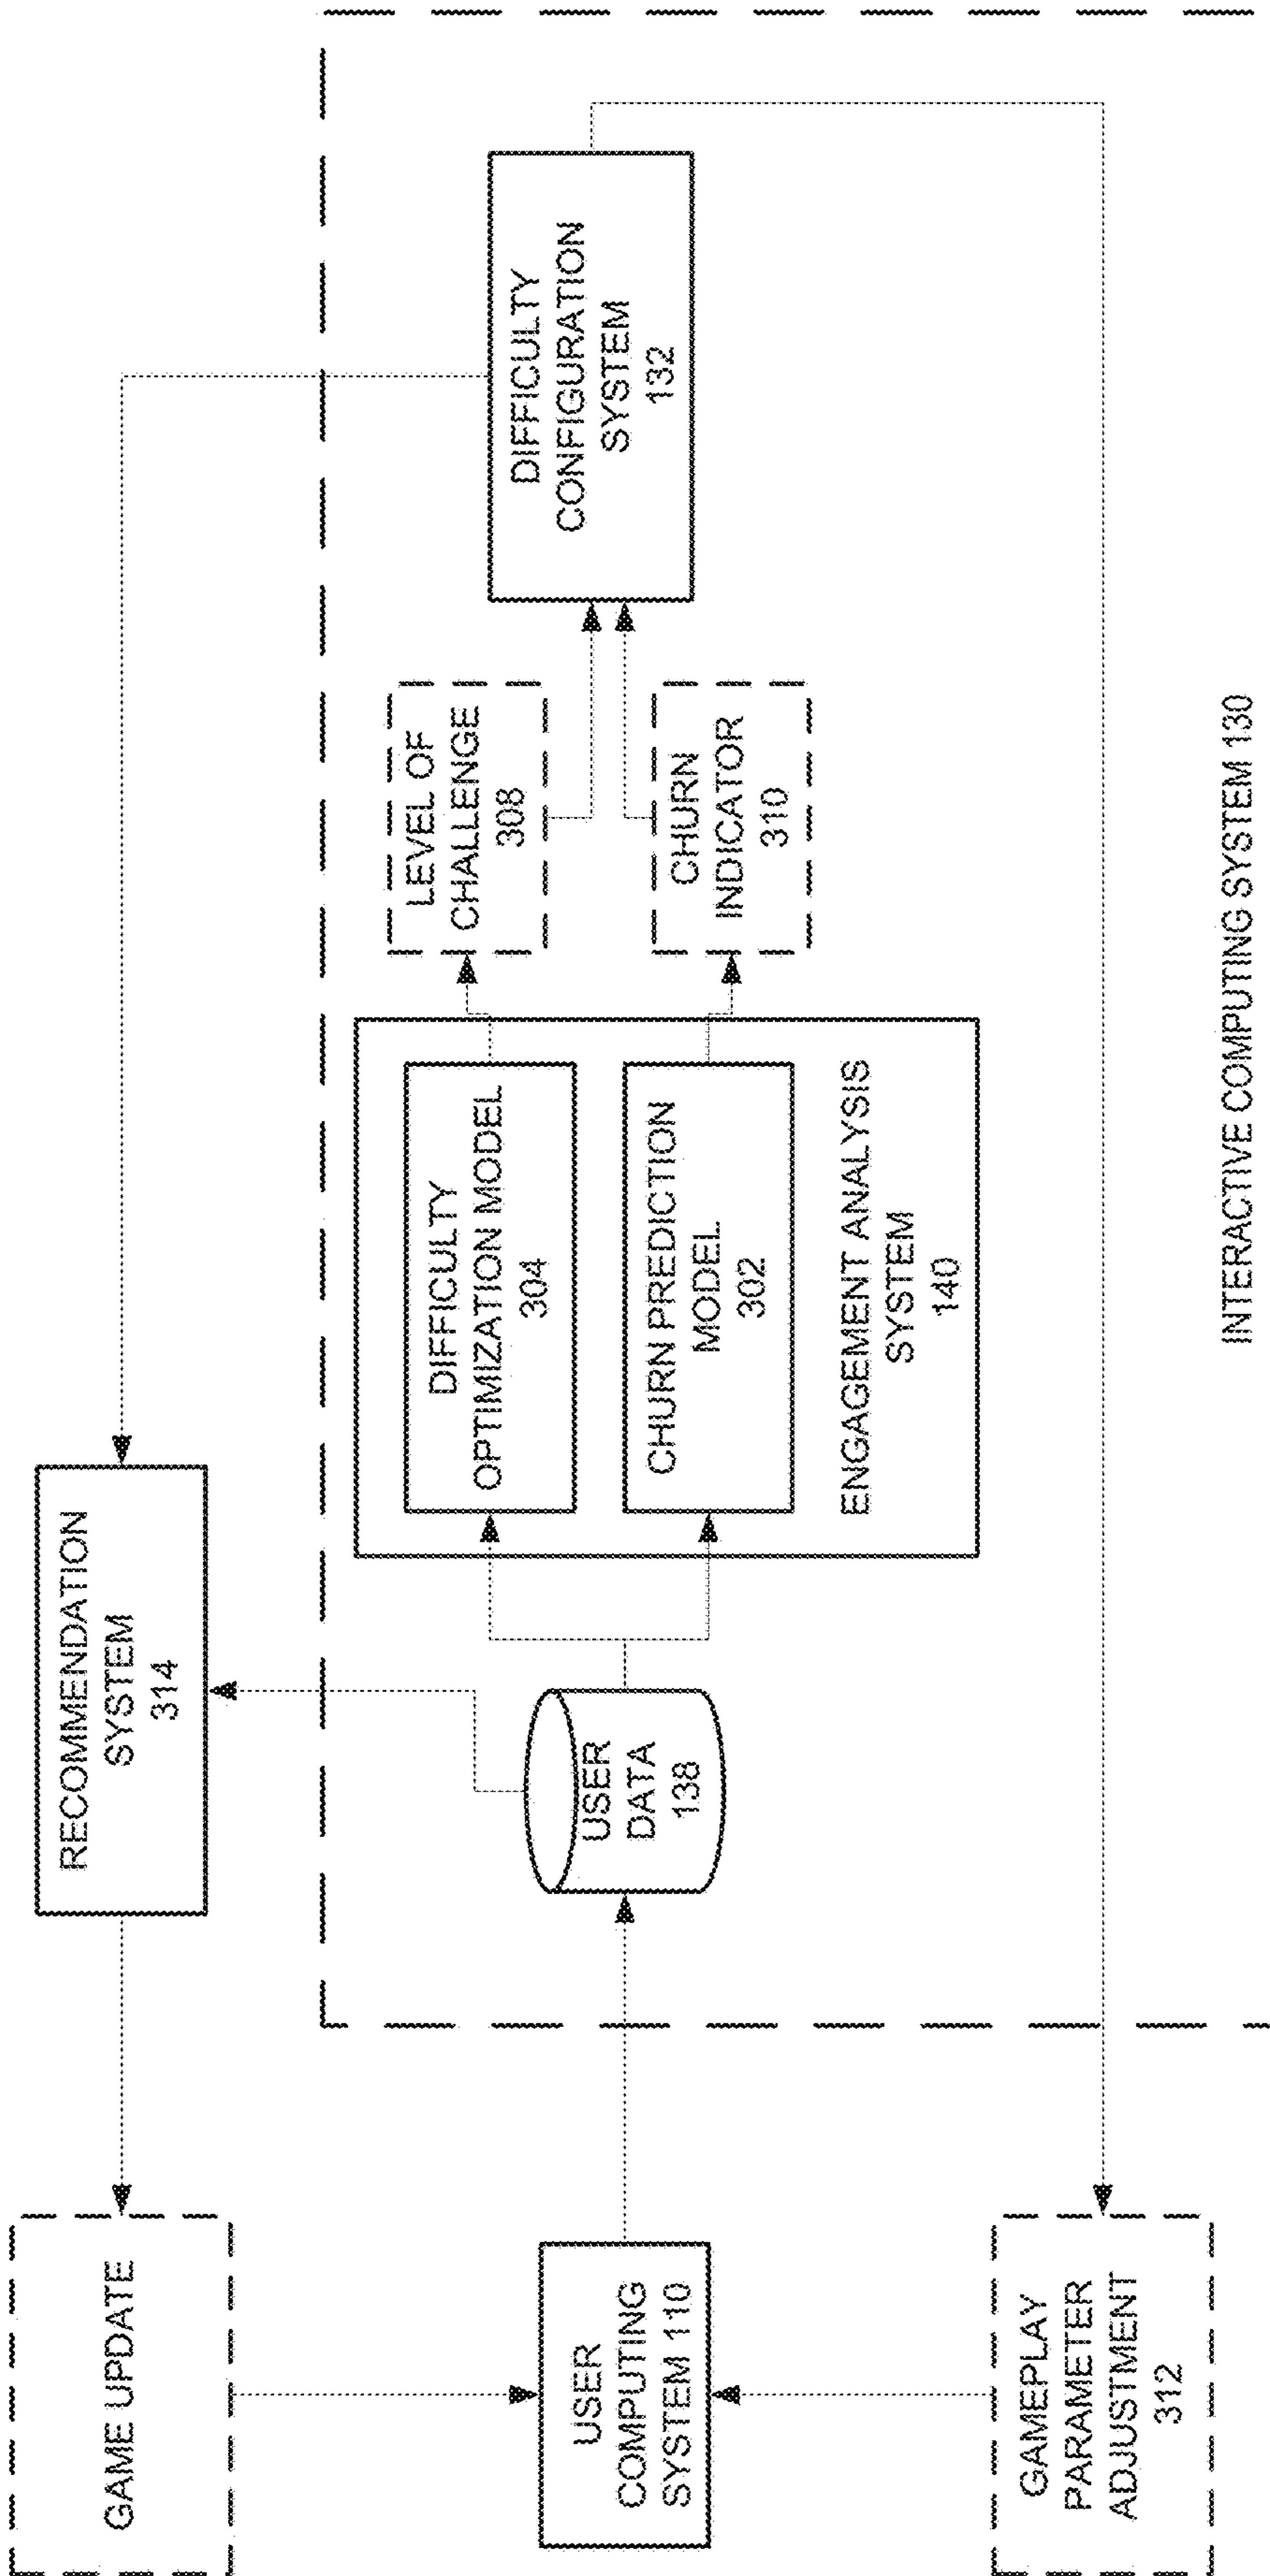 GAME UPDATE
RECOMMENDATION
SYSTEM
314
USER
COMPUTING
SYSTEM 110
USER
DATA
138
DIFFICULTY
OPTIMIZATION MODEL
304
CHURN PREDICTION
MODEL
302
ENGAGEMENT ANALYSIS
SYSTEM
140
LEVEL OF
CHALLENGE
308
CHURN
INDICATOR
310
DIFFICULTY
CONFIGURATION
SYSTEM
132
GAMEPLAY
PARAMETER
ADJUSTMENT
312
INTERACTIVE COMPUTING SYSTEM 130